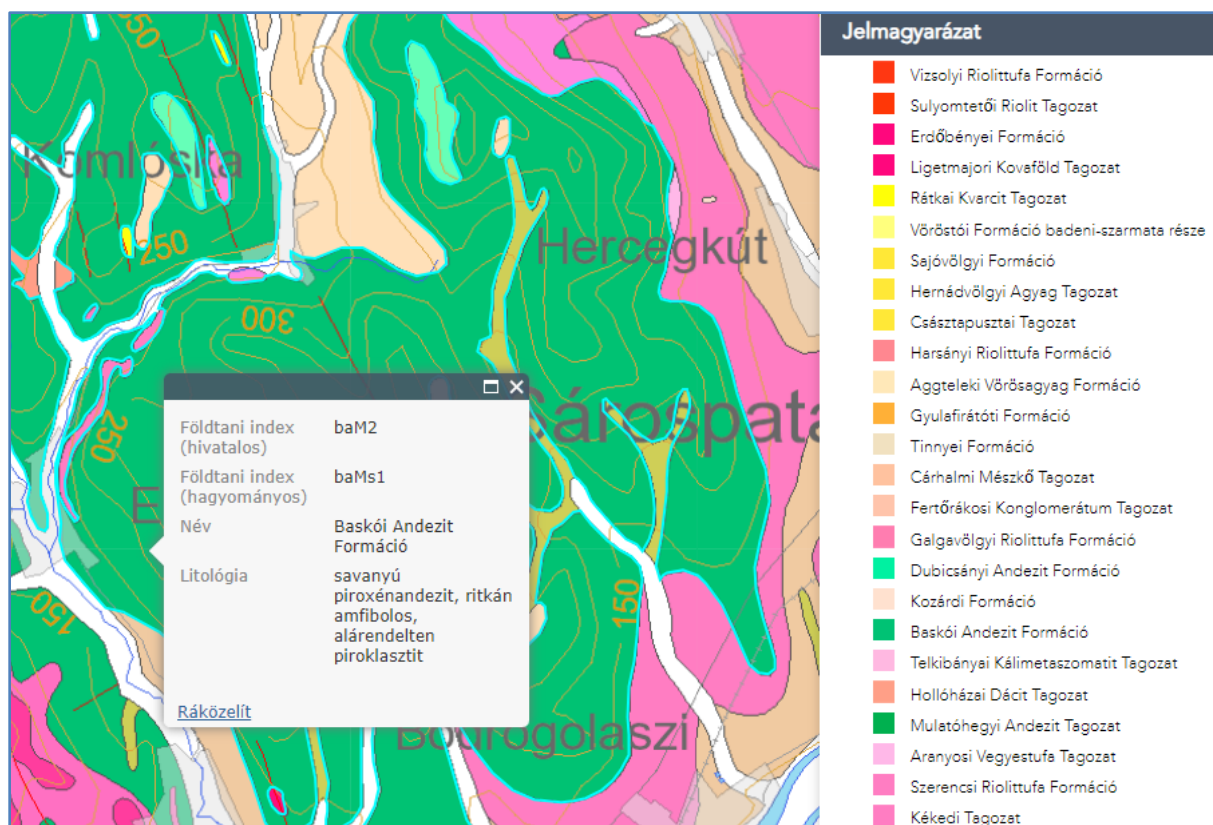 350
Komlóska
250
Hercegkút
300
Sárospata
250
150
150
Bodrogolaszi
Földtani index (hivatalos) baM2
Földtani index (hagyományos) baMs1
Név Baskói Andezit
Formáció
Litológia savanyú
piroxénandezit, ritkán
amfibolos,
alárendelten
piroklasztit
Ráközelít
Jelmagyarázat
Vizsolyi Riolittufa Formáció
Sulyomtetői Riolit Tagozat
Erdőbényei Formáció
Ligetmajori Kovaföld Tagozat
Rátkai Kvarcit Tagozat
Vöröstói Formáció badeni-szarmata része
Sajóvölgyi Formáció
Hernádvölgyi Agyag Tagozat
Császtapusztai Tagozat
Harsányi Riolittufa Formáció
Aggteleki Vörösagyag Formáció
Gyulafirátóti Formáció
Tinnyei Formáció
Cárhalmi Mészkő Tagozat
Fertőrákosi Konglomerátum Tagozat
Galgavölgyi Riolittufa Formáció
Dubicsányi Andezit Formáció
Kozárdi Formáció
Baskói Andezit Formáció
Telkibányai Kálimetaszomatit Tagozat
Hollóházai Dácit Tagozat
Mulatóhegyi Andezit Tagozat
Aranyosi Vegyestufa Tagozat
Szerencsi Riolittufa Formáció
Kékedi Tagozat